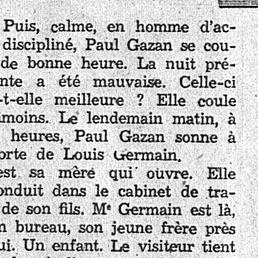 Puis, calme, en homme d'ac-
discipliné, Paul Gazan se cou-
de bonne heure. La nuit pré-
nte a été mauvaise. Celle-ci
t-elle meilleure ? Elle coule
moins. Le lendemain matin, à
heures, Paul Gazan sonne à
orte de Louis Germain.
est sa mère qui ouvre. Elle
onduit dans le cabinet de tra-
de son fils. Me Germain est là,
n bureau, son jeune frère près
ui. Un enfant. Le visiteur tient